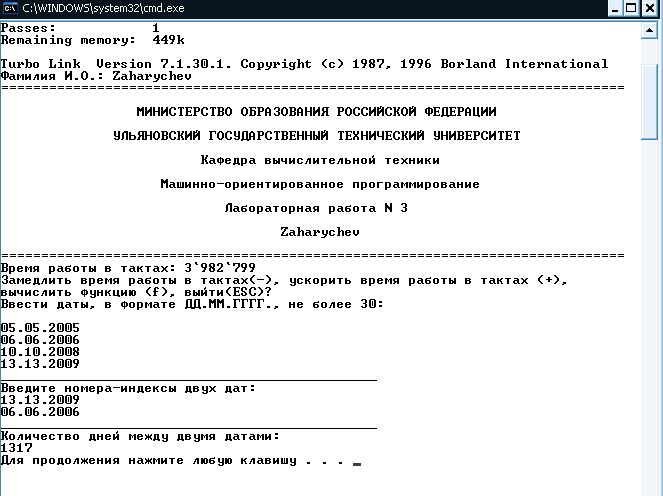 C:\WINDOWS\system32\cmd.exe
Passes: 1
Remaining memory: 449k
Turbo Link Version 7.1.30.1. Copyright (c) 1987, 1996 Borland International
Фамилия И.О.: Zaharychev
==============================================================================
МИНИСТЕРСТВО ОБРАЗОВАНИЯ РОССИЙСКОЙ ФЕДЕРАЦИИ
УЛЬЯНОВСКИЙ ГОСУДАРСТВЕННЫЙ ТЕХНИЧЕСКИЙ УНИВЕРСИТЕТ
Кафедра вычислительной техники
Машинно-ориентированное программирование
Лабораторная работа N 3
Zaharychev
==============================================================================
Время работы в тактах: 3`982`799
Замедлить время работы в тактах(-), ускорить время работы в тактах (+),
вычислить функцию (f), выйти(ESC)?
Ввести даты, в формате ДД.ММ.ГГГГ., не более 30:
05.05.2005
06.06.2006
10.10.2008
13.13.2009
Введите номера-индексы двух дат:
13.13.2009
06.06.2006
Количество дней между двумя датами:
1317
Для продолжения нажмите любую клавишу . . . _